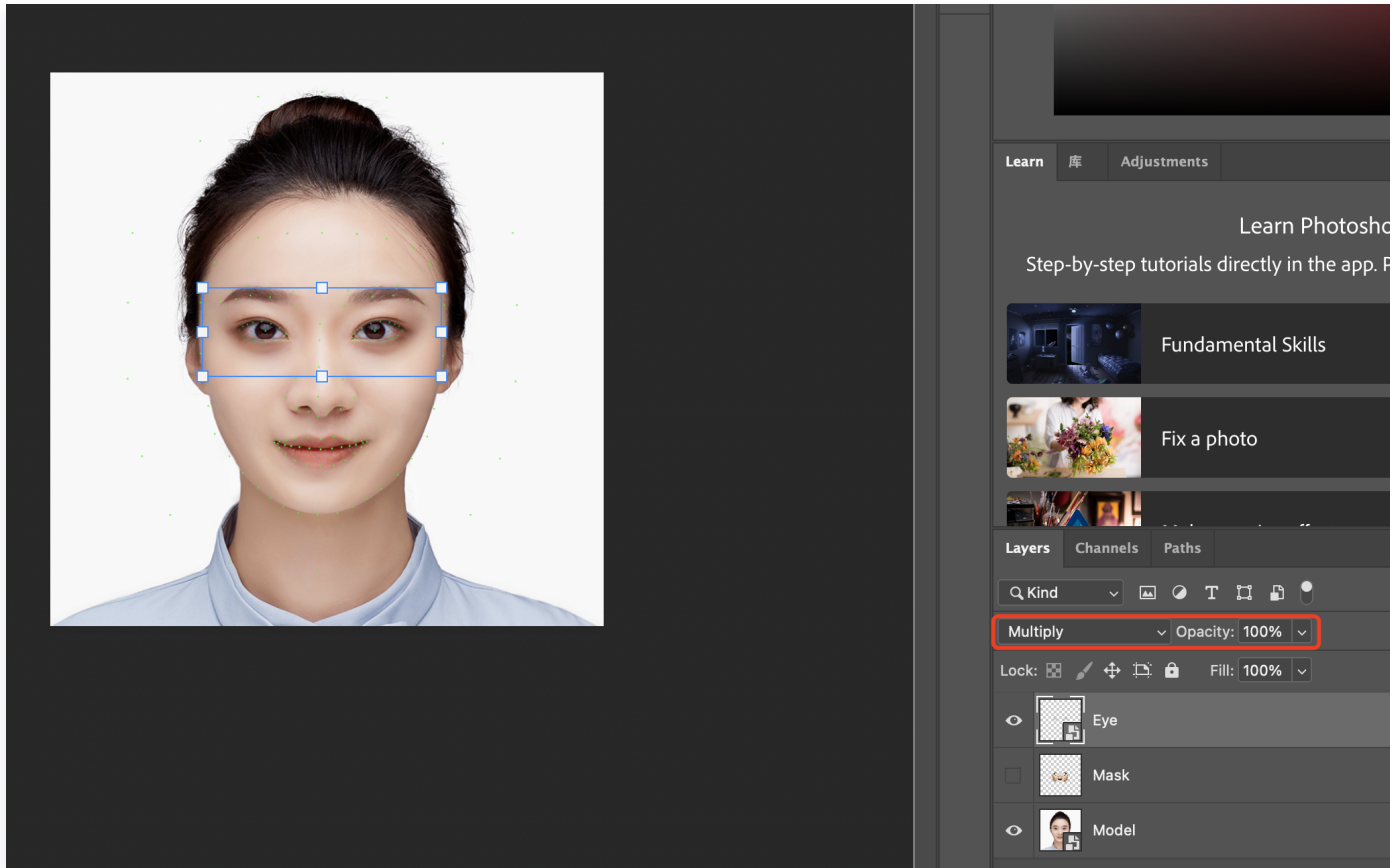 Learn 库 Adjustments
Learn Photosho
Step-by-step tutorials directly in the app. P
Fundamental Skills
Fix a photo
Layers Channels Paths
Kind
Multiply Opacity: 100%
Lock: Fill: 100%
Eye
Mask
Model